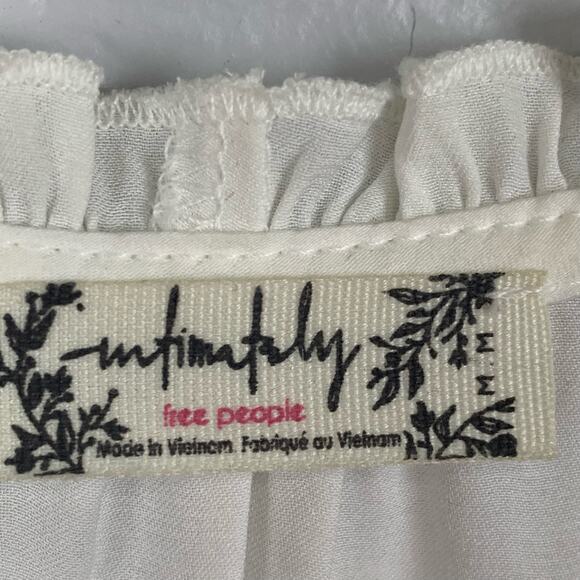 intimately
free people
Made in Vietnam Fabriqué au Vietnam
M M